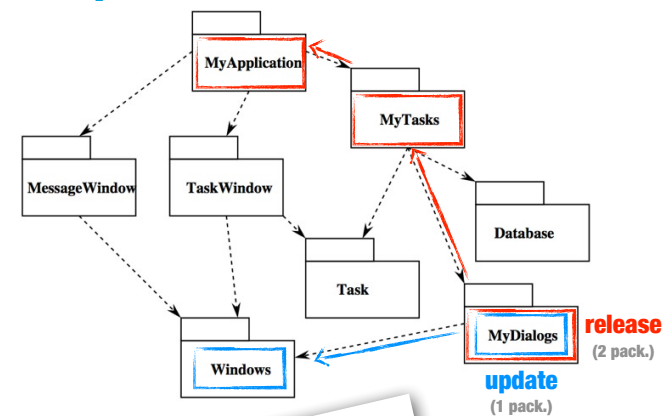 MyApplication
MyTasks
MessageWindow
TaskWindow
Database
Task
MyDialogs
release
(2 pack.)
Windows
update
(1 pack.)